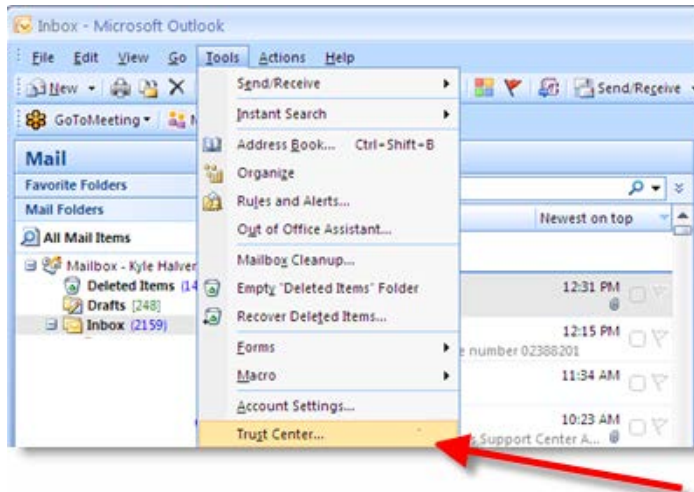 Inbox - Microsoft Outlook
File Edit View Go Tools Actions Help
New Send/Receive
GoToMeeting
Send/Receive
Instant Search
Address Book... Ctrl+Shift+B
Organize
Rules and Alerts...
Out of Office Assistant...
Mailbox Cleanup...
Empty "Deleted Items" Folder
Recover Deleted Items...
Forms
Macro
Account Settings...
Trust Center...
Mail
Favorite Folders
Mail Folders
All Mail Items
Mailbox - Kyle Halver
Deleted Items (14
Drafts [248]
Inbox (2159)
Newest on top
12:31 PM
12:15 PM
e number 02388201
11:34 AM
10:23 AM
Support Center A...